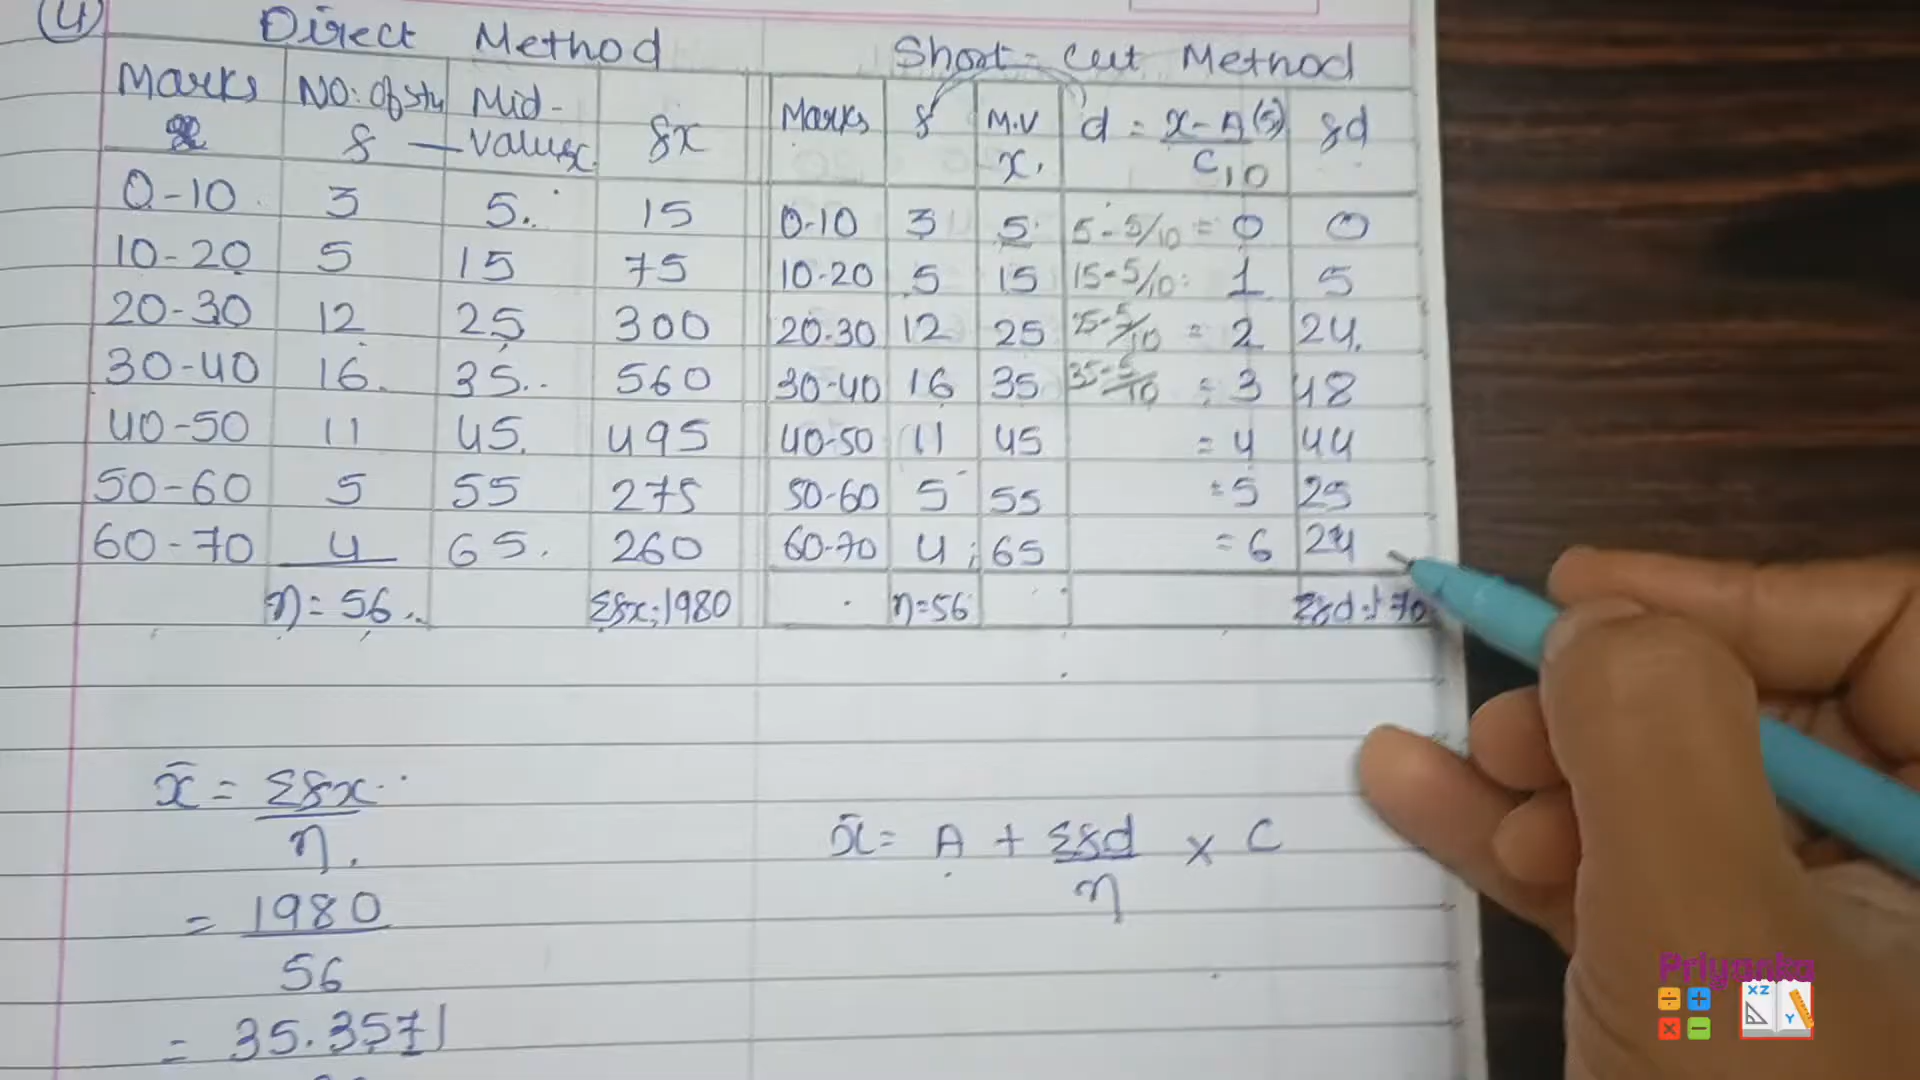 4
Direct Method
Short-cut Method
Marks No: of stu Mid- fx Marks f M.V d = x-A(5) fd
f — value x x. C,10
0-10 3 5. 15 0-10 3 5 5-5/10 = 0 0
10-20 5 15 75 10-20 5 15 15-5/10= 1 5
20-30 12 25 300 20-30 12 25 25-5/10 = 2 24
30-40 16 35 560 30-40 16 35 35-5/10 = 3 48
40-50 11 45 495 40-50 11 45 = 4 44
50-60 5 55 275 50-60 5 55 = 5 25
60-70 4 65 260 60-70 4 65 = 6 24
n = 56 Σfx=1980 n=56 Σfd=170
x̄ = Σfx
n
x̄ = A + Σfd × C
n
= 1980
56
= 35.3571
Priyanka
XZ
Y